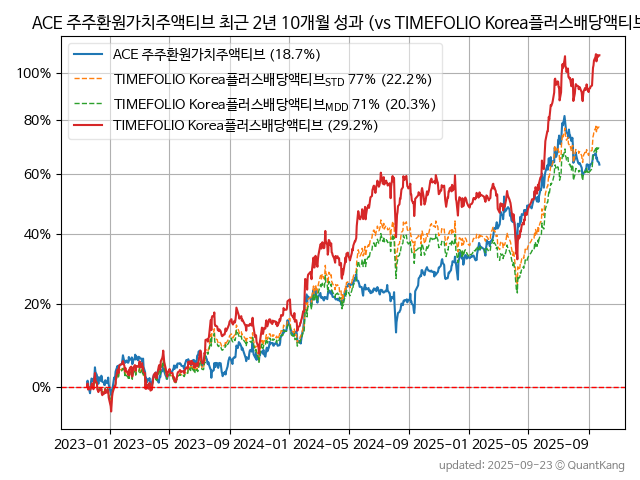 ACE 주주환원가치주액티브 최근 2년 10개월 성과 (vs TIMEFOLIO Korea플러스배당액티브
ACE 주주환원가치주액티브 (18.7%)
TIMEFOLIO Korea플러스배당액티브STD 77% (22.2%)
TIMEFOLIO Korea플러스배당액티브MDD 71% (20.3%)
TIMEFOLIO Korea플러스배당액티브 (29.2%)
100%
80%
60%
40%
20%
0%
2023-01 2023-05 2023-09 2024-01 2024-05 2024-09 2025-01 2025-05 2025-09
updated: 2025-09-23 © QuantKang